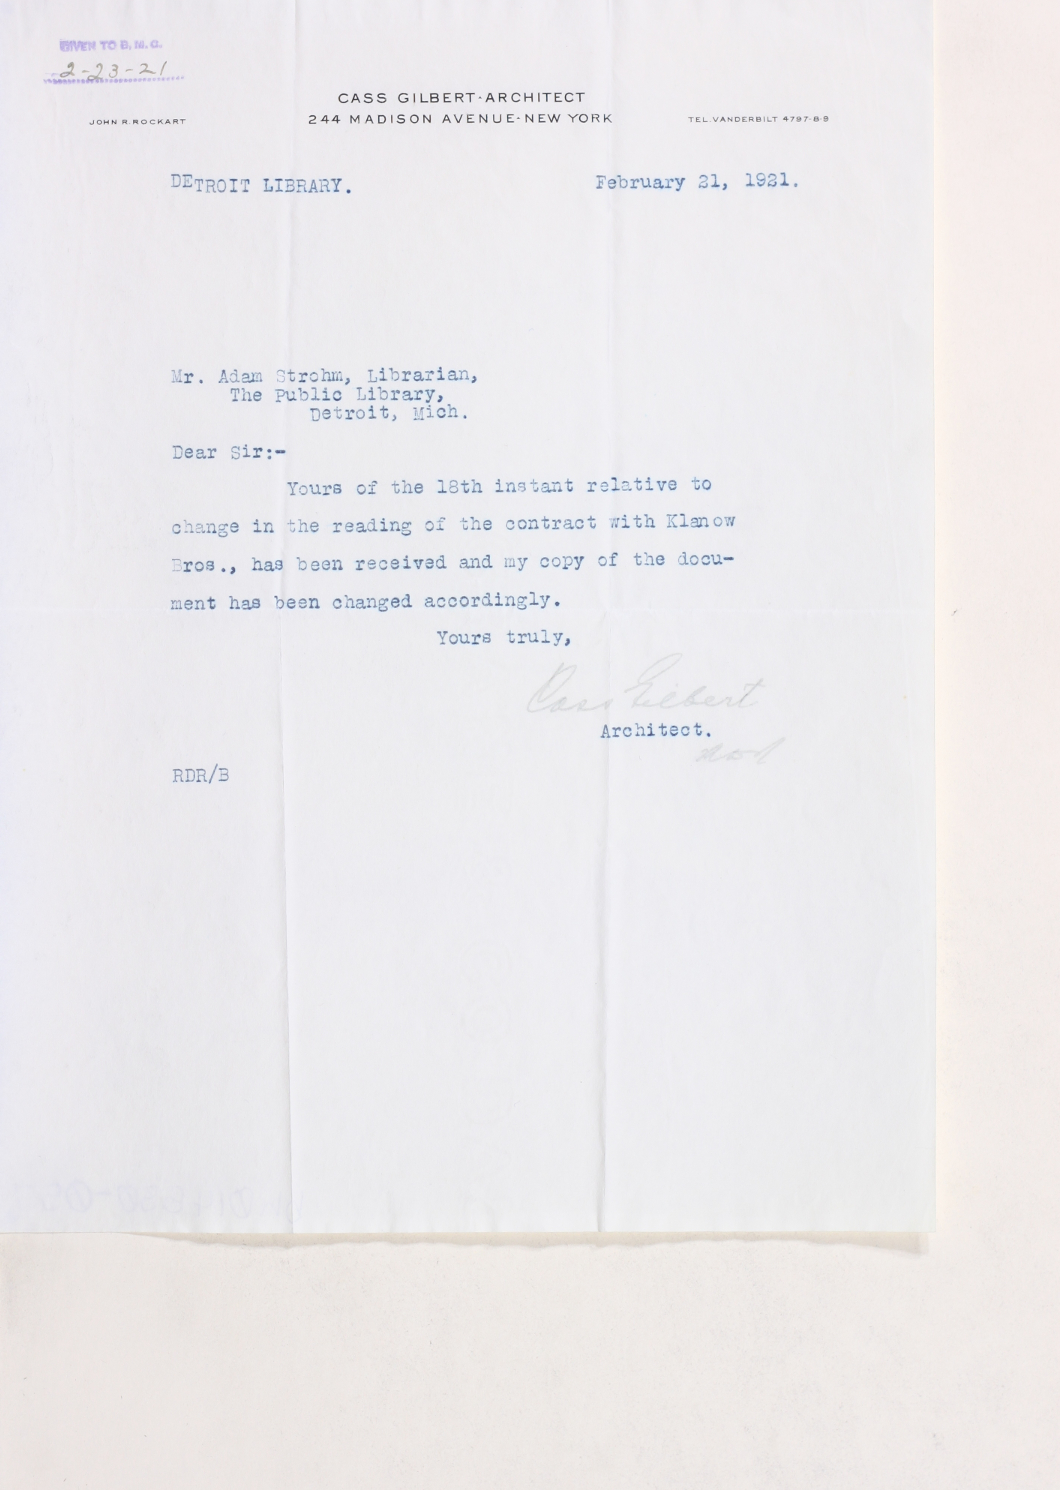 GIVEN TO B. M. C.
2-23-21
CASS GILBERT·ARCHITECT
JOHN R. ROCKART 244 MADISON AVENUE·NEW YORK TEL. VANDERBILT 4797-8-9
DETROIT LIBRARY. February 21, 1921.
Mr. Adam Strohm, Librarian,
The Public Library,
Detroit, Mich.
Dear Sir:-
Yours of the 18th instant relative to
change in the reading of the contract with Klanow
Bros., has been received and my copy of the docu-
ment has been changed accordingly.
Yours truly,
Cass Gilbert
Architect.
RDR/B